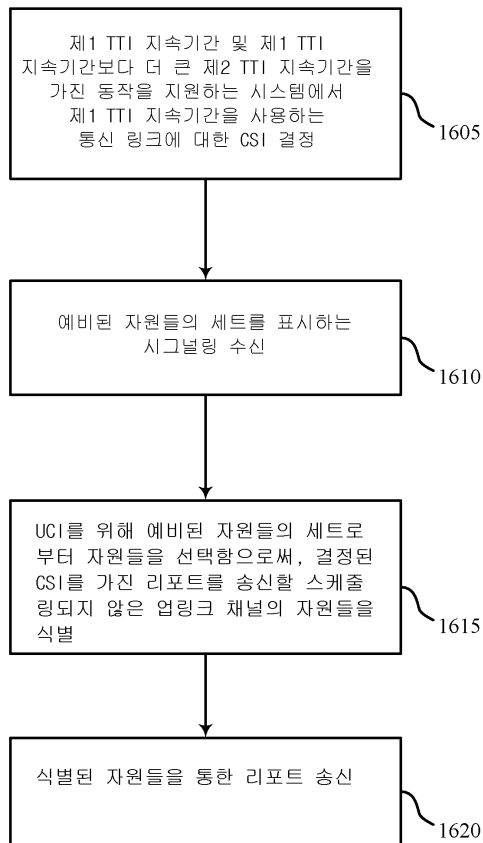 제1 TTI 지속기간 및 제1 TTI
지속기간보다 더 큰 제2 TTI 지속기간을
가진 동작을 지원하는 시스템에서
제1 TTI 지속기간을 사용하는
통신 링크에 대한 CSI 결정
1605
예비된 자원들의 세트를 표시하는
시그널링 수신
1610
UCI를 위해 예비된 자원들의 세트로
부터 자원들을 선택함으로써, 결정된
CSI를 가진 리포트를 송신할 스케줄
링되지 않은 업링크 채널의 자원들을
식별
1615
식별된 자원들을 통한 리포트 송신
1620